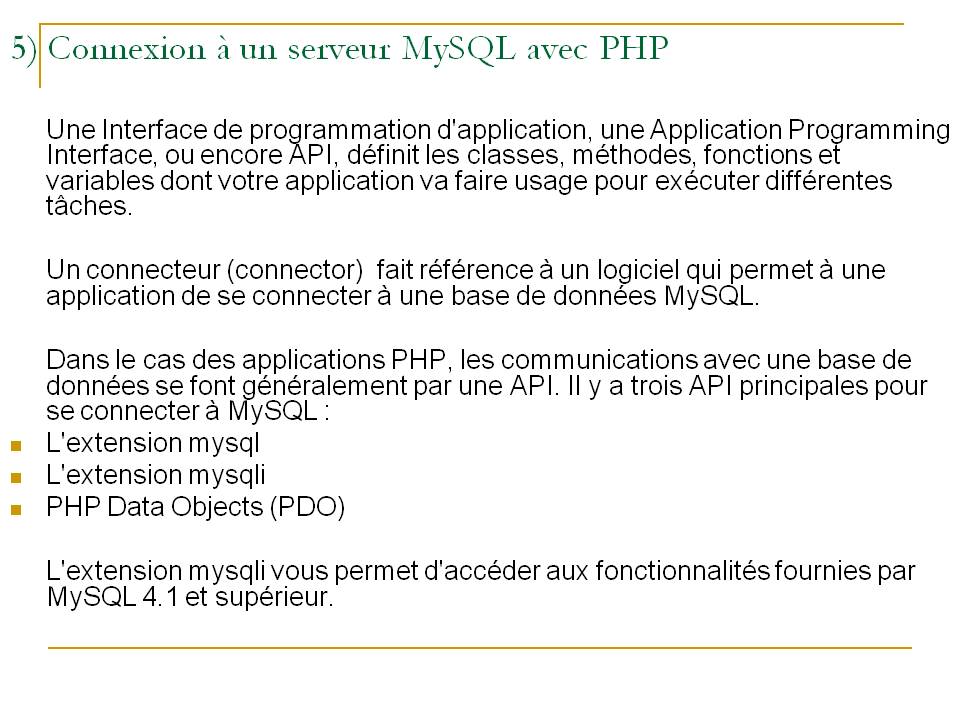 5) Connexion à un serveur MySQL avec PHP
Une Interface de programmation d'application, une Application Programming
Interface, ou encore API, définit les classes, méthodes, fonctions et
variables dont votre application va faire usage pour exécuter différentes
tâches.
Un connecteur (connector)  fait référence à un logiciel qui permet à une
application de se connecter à une base de données MySQL.
Dans le cas des applications PHP, les communications avec une base de
données se font généralement par une API. Il y a trois API principales pour
se connecter à MySQL :
L'extension mysql
L'extension mysqli
PHP Data Objects (PDO)
L'extension mysqli vous permet d'accéder aux fonctionnalités fournies par
MySQL 4.1 et supérieur.